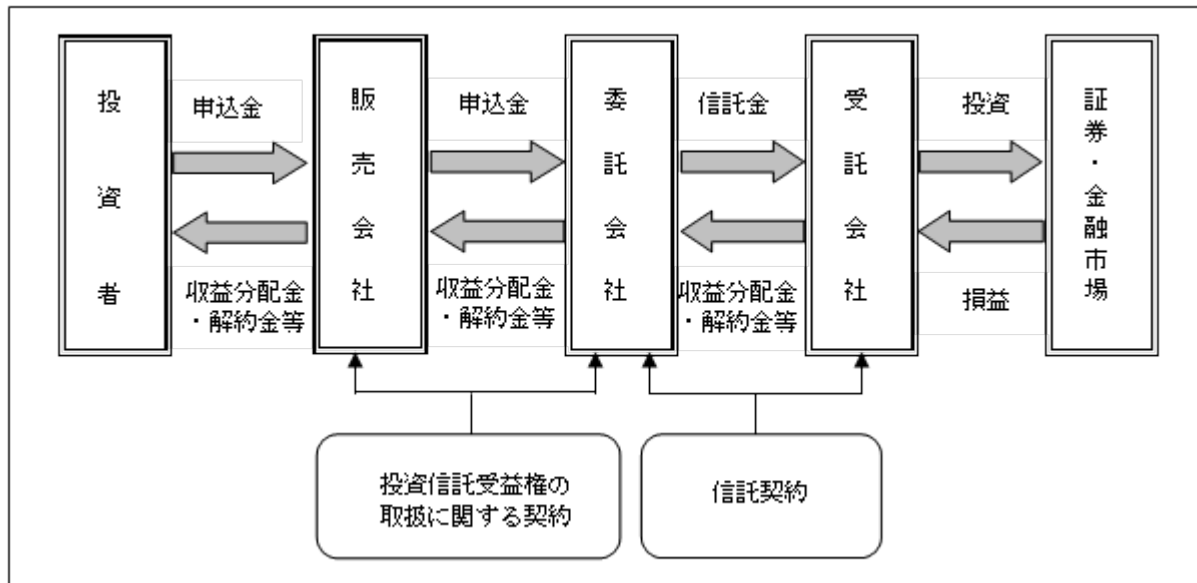 投資者
申込金
収益分配金
・解約金等
販売会社
申込金
収益分配金
・解約金等
委託会社
信託金
収益分配金
・解約金等
受託会社
投資
損益
証券・金融市場
投資信託受益権の
取扱に関する契約
信託契約